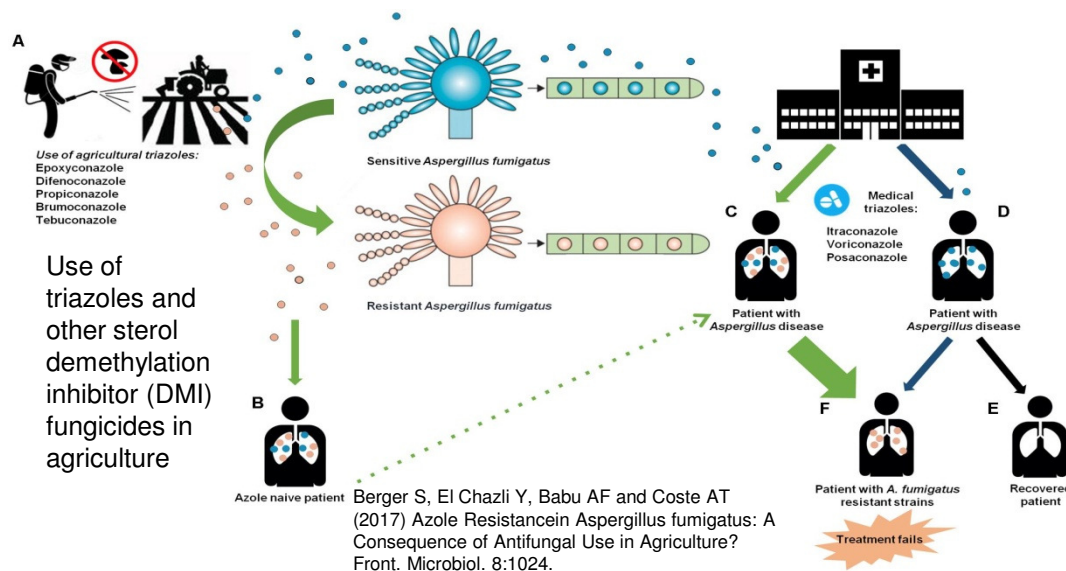 A
Use of agricultural triazoles:
Epoxyconazole
Difenoconazole
Propiconazole
Brumoconazole
Tebuconazole
Sensitive Aspergillus fumigatus
Resistant Aspergillus fumigatus
Use of
triazoles and
other sterol
demethylation
inhibitor (DMI)
fungicides in
agriculture
B
Azole naive patient
C
Medical
triazoles:
Itraconazole
Voriconazole
Posaconazole
D
Patient with
Aspergillus disease
Patient with
Aspergillus disease
F
Patient with A. fumigatus
resistant strains
Treatment fails
E
Recovered
patient
Berger S, El Chazli Y, Babu AF and Coste AT
(2017) Azole Resistancein Aspergillus fumigatus: A
Consequence of Antifungal Use in Agriculture?
Front. Microbiol. 8:1024.